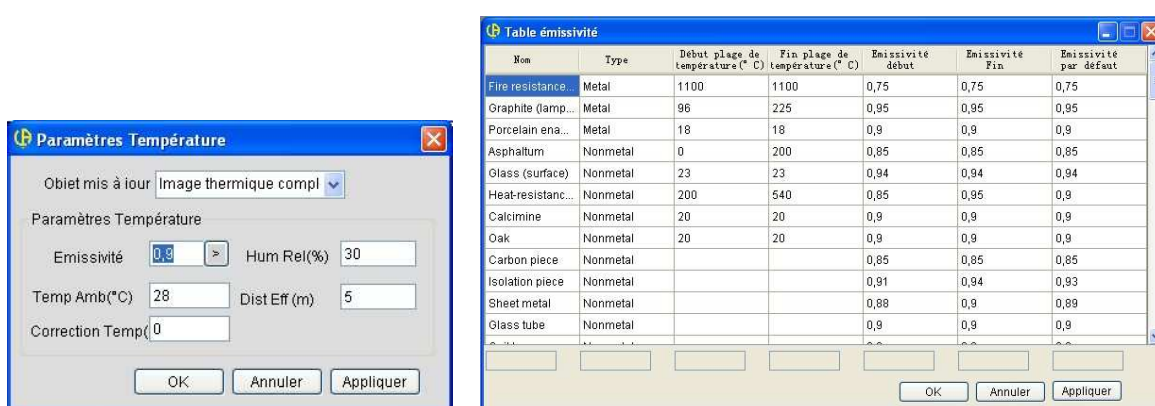 Paramètres Température
Obiet mis à iour Image thermique compl
Paramètres Température
Emissivité 0,9 > Hum Rel(%) 30
Temp Amb(°C) 28 Dist Eff (m) 5
Correction Temp( 0
OK Annuler Appliquer
Table émissivité
Nom Type Début plage de température(° C) Fin plage de température(° C) Emissivité début Emissivité Fin Emissivité par défaut
Fire resistance... Metal 1100 1100 0,75 0,75 0,75
Graphite (lamp... Metal 96 225 0,95 0,95 0,95
Porcelain ena... Metal 18 18 0,9 0,9 0,9
Asphaltum Nonmetal 0 200 0,85 0,85 0,85
Glass (surface) Nonmetal 23 23 0,94 0,94 0,94
Heat-resistanc... Nonmetal 200 540 0,85 0,95 0,9
Calcimine Nonmetal 20 20 0,9 0,9 0,9
Oak Nonmetal 20 20 0,9 0,9 0,9
Carbon piece Nonmetal 0,85 0,85 0,85
Isolation piece Nonmetal 0,91 0,94 0,93
Sheet metal Nonmetal 0,88 0,9 0,89
Glass tube Nonmetal 0,9 0,9 0,9
OK Annuler Appliquer